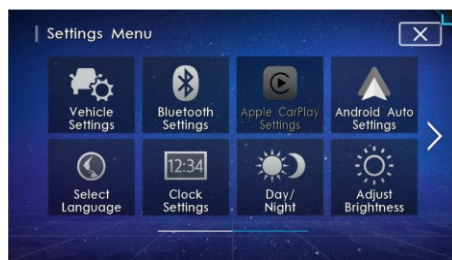 Settings Menu
X
Vehicle
Settings
Bluetooth
Settings
Apple CarPlay
Settings
Android Auto
Settings
Select
Language
12:34
Clock
Settings
Day/
Night
Adjust
Brightness